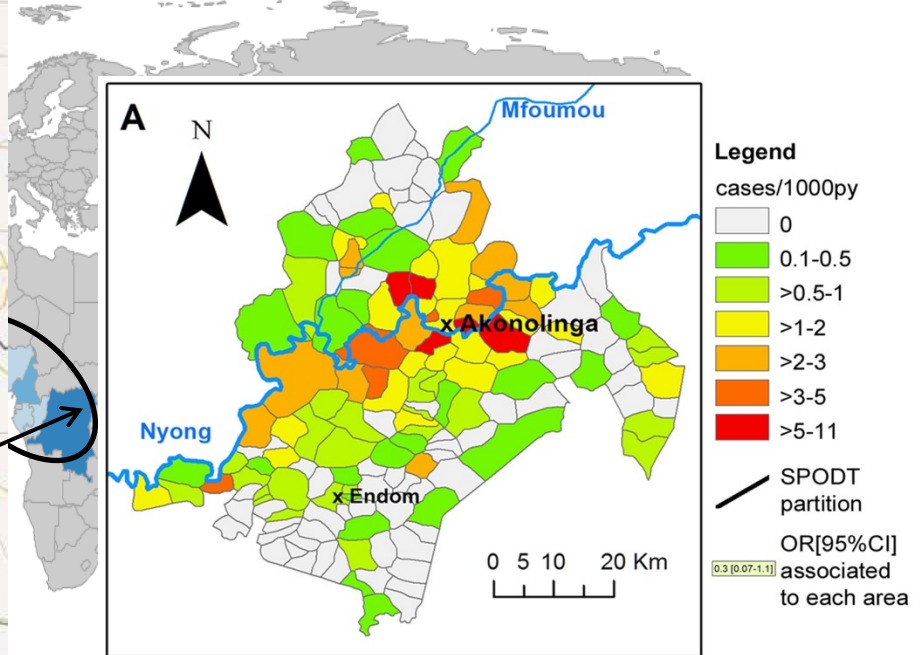 A
N
Mfoumou
x Akonolinga
Nyong
x Endom
0 5 10 20 Km
Legend
cases/1000py
0
0.1-0.5
>0.5-1
>1-2
>2-3
>3-5
>5-11
SPODT
partition
0.3 [0.07-1.1]
OR[95%CI]
associated
to each area